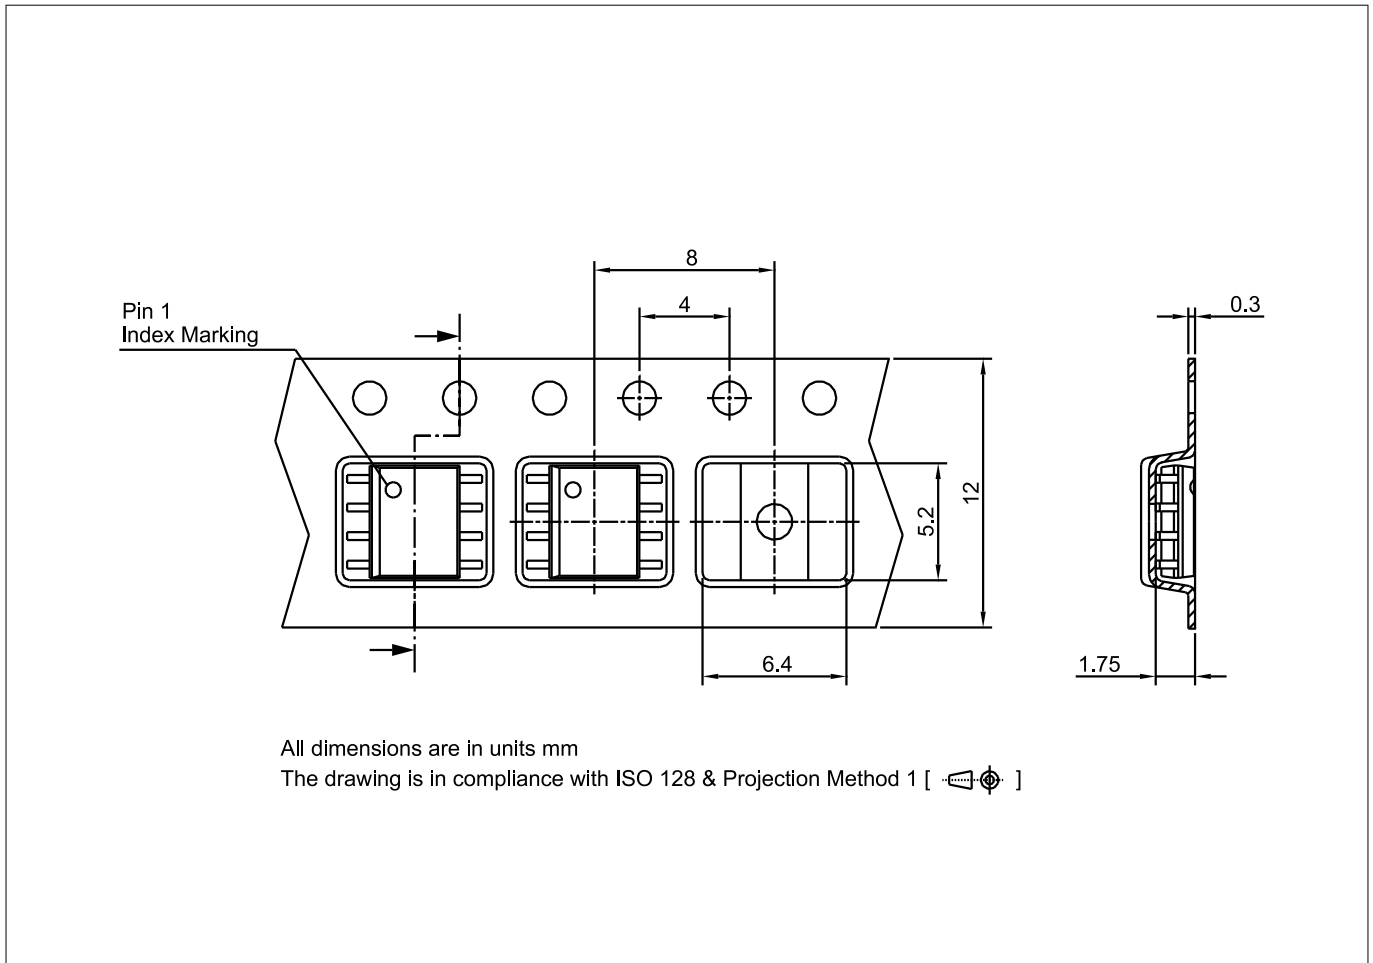 8
4
0.3
Pin 1
Index Marking
5.2
12
6.4
1.75
All dimensions are in units mm
The drawing is in compliance with ISO 128 & Projection Method 1 [ ]